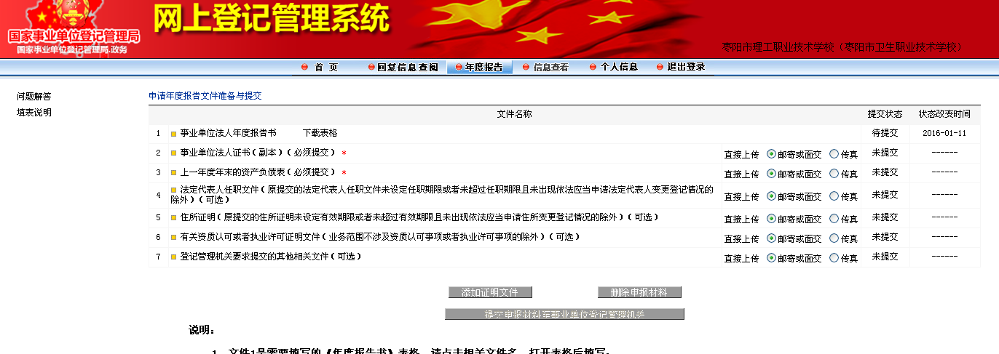 网上登记管理系统
国家事业单位登记管理局
国家事业单位登记管理局.政务
枣阳市理工职业技术学校（枣阳市卫生职业技术学校）
首 页 回复信息查阅 年度报告 信息查看 个人信息 退出登录
问题解答
填表说明
申请年度报告文件准备与提交
文件名称 提交状态 状态改变时间
1 事业单位法人年度报告书 下载表格 待提交 2016-01-11
2 事业单位法人证书(副本)(必须提交) * 直接上传 邮寄或面交 传真 未提交 ------
3 上一年度年末的资产负债表(必须提交) * 直接上传 邮寄或面交 传真 未提交 ------
4 法定代表人任职文件(原提交的法定代表人任职文件未设定任职期限或者未超过任职期限且未出现依法应当申请法定代表人变更登记情况的
除外)(可选) 直接上传 邮寄或面交 传真 未提交 ------
5 住所证明(原提交的住所证明未设定有效期限或者未超过有效期限且未出现依法应当申请住所变更登记情况的除外)(可选) 直接上传 邮寄或面交 传真 未提交 ------
6 有关资质认可或者执业许可证明文件(业务范围不涉及资质认可事项或者执业许可事项的除外)(可选) 直接上传 邮寄或面交 传真 未提交 ------
7 登记管理机关要求提交的其他相关文件(可选) 直接上传 邮寄或面交 传真 未提交 ------
添加证明文件 删除申报材料
提交申报材料至事业单位登记管理机关
说明：
1、文件1是需要填写的《年度报告书》表格，请点击相关文件名，打开表格后填写。